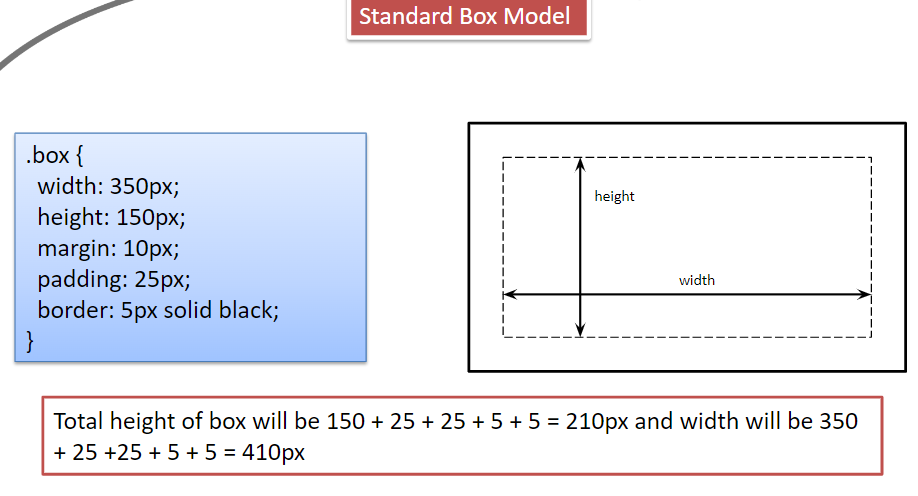 Standard Box Model
.box {
width: 350px;
height: 150px;
margin: 10px;
padding: 25px;
border: 5px solid black;
}
height
width
Total height of box will be 150 + 25 + 25 + 5 + 5 = 210px and width will be 350
+ 25 +25 + 5 + 5 = 410px